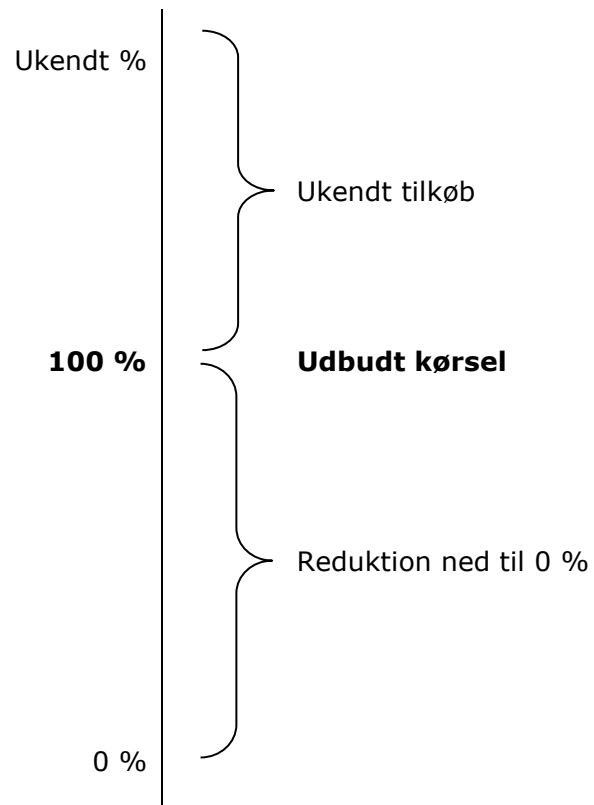 Ukendt %
Ukendt tilkøb
100 %
Udbudt kørsel
Reduktion ned til 0 %
0 %